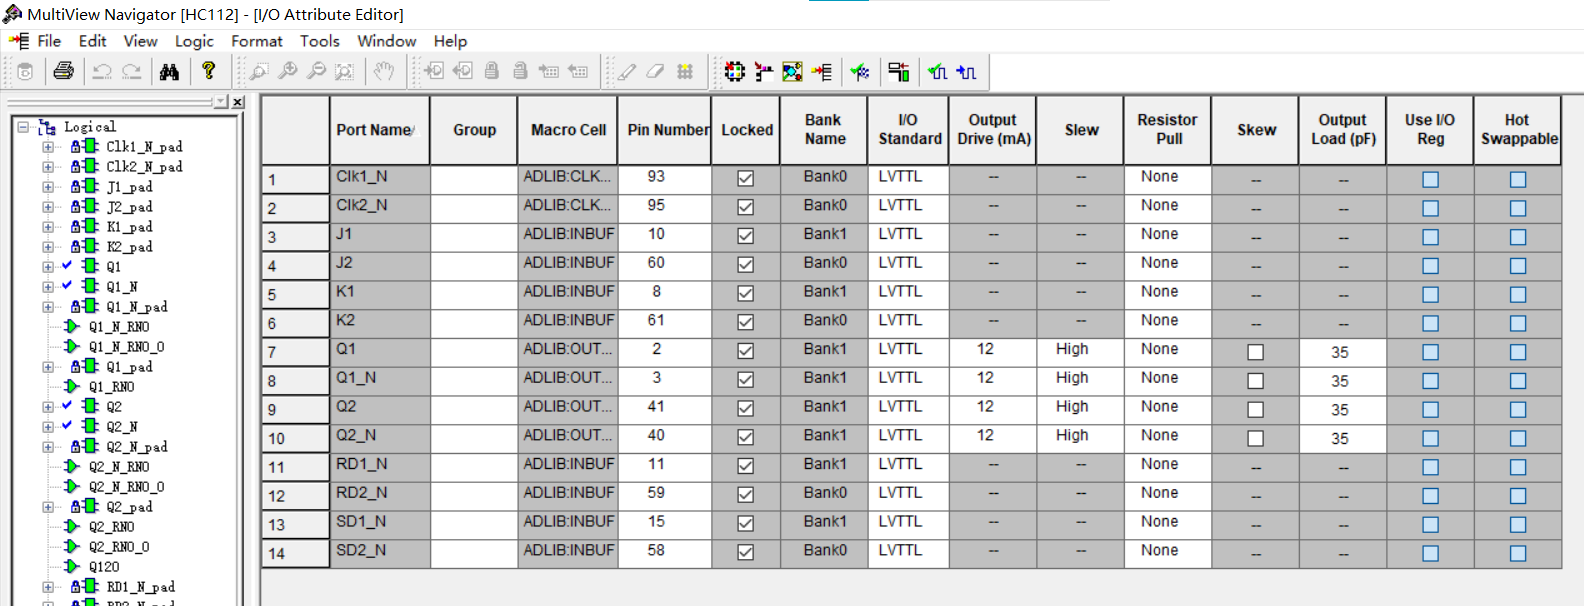 MultiView Navigator [HC112] - [I/O Attribute Editor]
File Edit View Logic Format Tools Window Help
Logical
Clk1_N_pad
Clk2_N_pad
J1_pad
J2_pad
K1_pad
K2_pad
Q1
Q1_N
Q1_N_pad
Q1_N_RNO
Q1_N_RNO_0
Q1_pad
Q1_RNO
Q2
Q2_N
Q2_N_pad
Q2_N_RNO
Q2_N_RNO_0
Q2_pad
Q2_RNO
Q2_RNO_0
Q120
RD1_N_pad
RD2_N_pad
Port Name Group Macro Cell Pin Number Locked Bank Name I/O Standard Output Drive (mA) Slew Resistor Pull Skew Output Load (pF) Use I/O Reg Hot Swappable
1 Clk1_N ADLIB:CLK... 93 Bank0 LVTTL -- -- None -- --
2 Clk2_N ADLIB:CLK... 95 Bank0 LVTTL -- -- None -- --
3 J1 ADLIB:INBUF 10 Bank1 LVTTL -- -- None -- --
4 J2 ADLIB:INBUF 60 Bank0 LVTTL -- -- None -- --
5 K1 ADLIB:INBUF 8 Bank1 LVTTL -- -- None -- --
6 K2 ADLIB:INBUF 61 Bank0 LVTTL -- -- None -- --
7 Q1 ADLIB:OUT... 2 Bank1 LVTTL 12 High None 35
8 Q1_N ADLIB:OUT... 3 Bank1 LVTTL 12 High None 35
9 Q2 ADLIB:OUT... 41 Bank1 LVTTL 12 High None 35
10 Q2_N ADLIB:OUT... 40 Bank1 LVTTL 12 High None 35
11 RD1_N ADLIB:INBUF 11 Bank1 LVTTL -- -- None -- --
12 RD2_N ADLIB:INBUF 59 Bank0 LVTTL -- -- None -- --
13 SD1_N ADLIB:INBUF 15 Bank1 LVTTL -- -- None -- --
14 SD2_N ADLIB:INBUF 58 Bank0 LVTTL -- -- None -- --